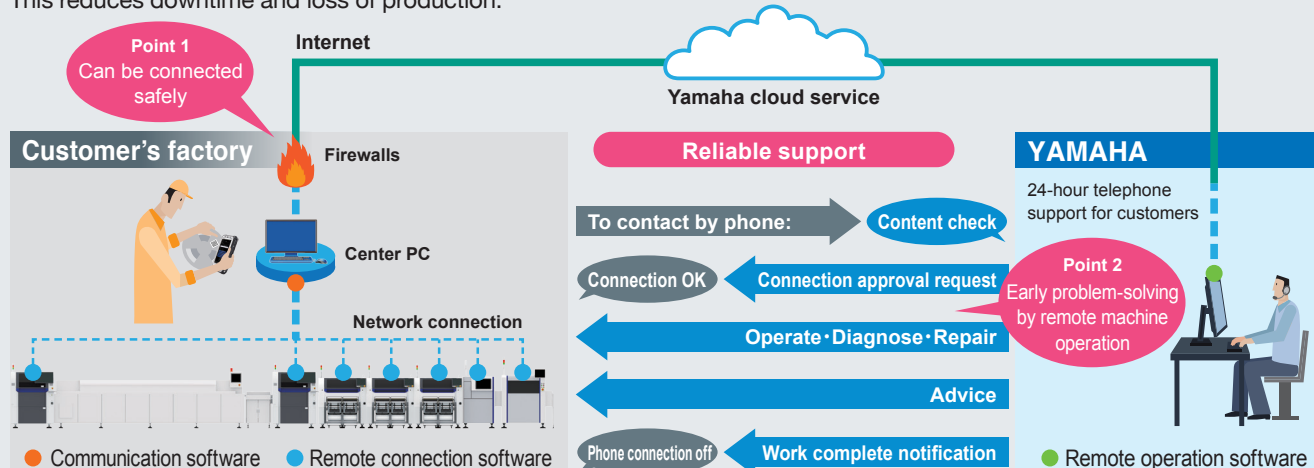 This reduces downtime and loss of production.
Point 1
Can be connected
safely
Internet
Yamaha cloud service
Customer's factory
Firewalls
Center PC
Network connection
Communication software
Remote connection software
Reliable support
To contact by phone:
Content check
Connection OK
Connection approval request
Operate・Diagnose・Repair
Advice
Phone connection off
Work complete notification
YAMAHA
24-hour telephone
support for customers
Point 2
Early problem-solving
by remote machine
operation
Remote operation software